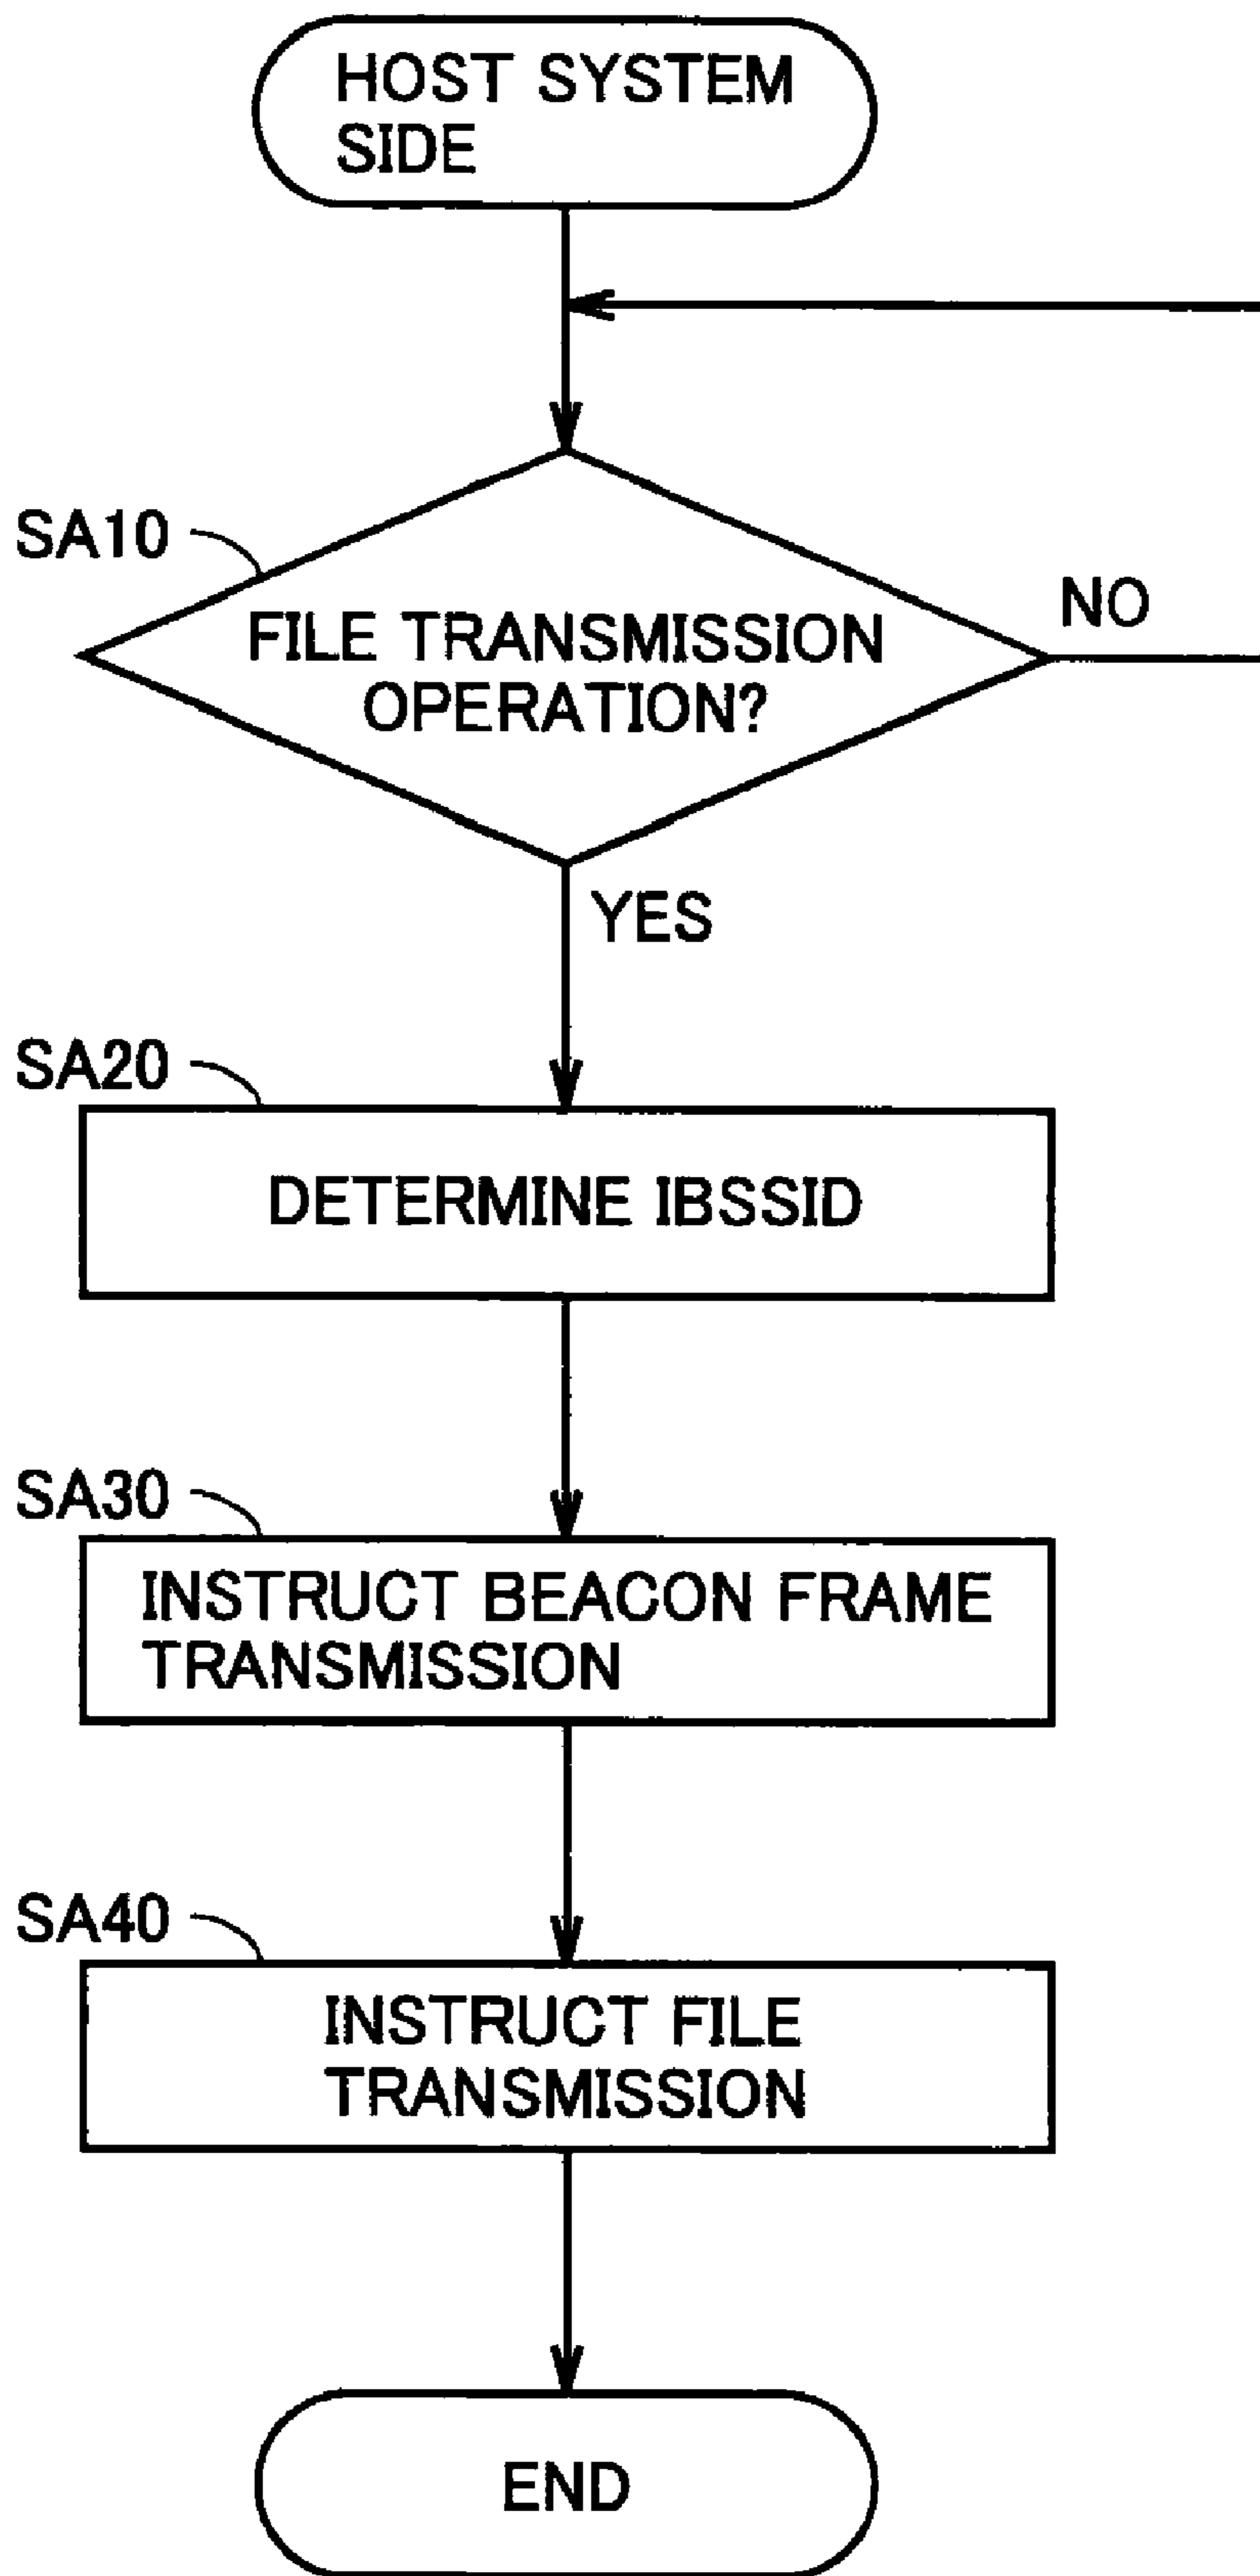 HOST SYSTEM
SIDE
SA10
FILE TRANSMISSION
OPERATION?
NO
YES
SA20
DETERMINE IBSSID
SA30
INSTRUCT BEACON FRAME
TRANSMISSION
SA40
INSTRUCT FILE
TRANSMISSION
END